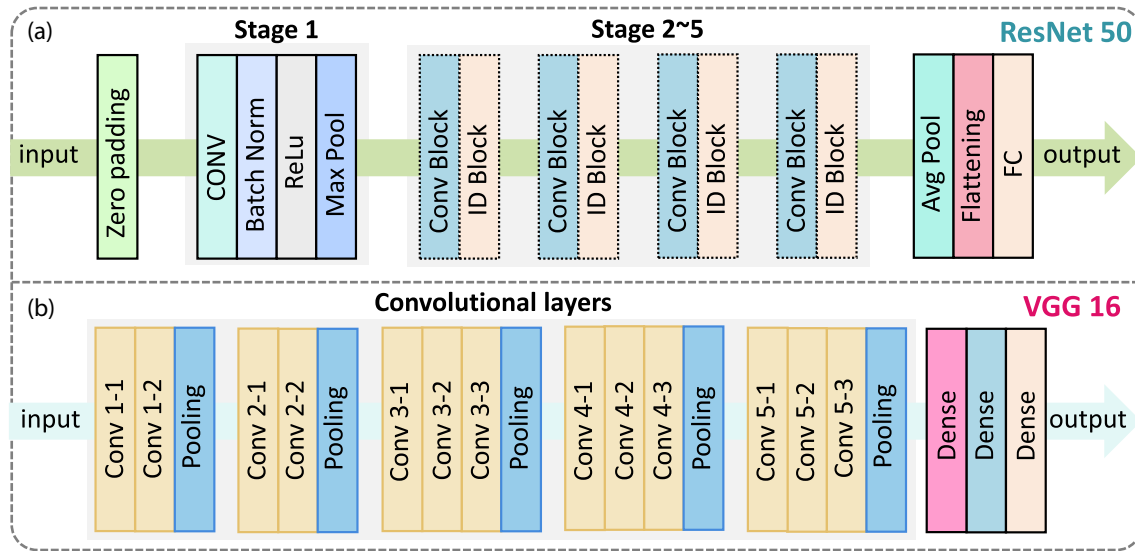 (a)
Stage 1
Stage 2~5
ResNet 50
input
Zero padding
CONV
Batch Norm
ReLu
Max Pool
Conv Block
ID Block
Conv Block
ID Block
Conv Block
ID Block
Conv Block
ID Block
Avg Pool
Flattening
FC
output
(b)
Convolutional layers
VGG 16
input
Conv 1-1
Conv 1-2
Pooling
Conv 2-1
Conv 2-2
Pooling
Conv 3-1
Conv 3-2
Conv 3-3
Pooling
Conv 4-1
Conv 4-2
Conv 4-3
Pooling
Conv 5-1
Conv 5-2
Conv 5-3
Pooling
Dense
Dense
Dense
output